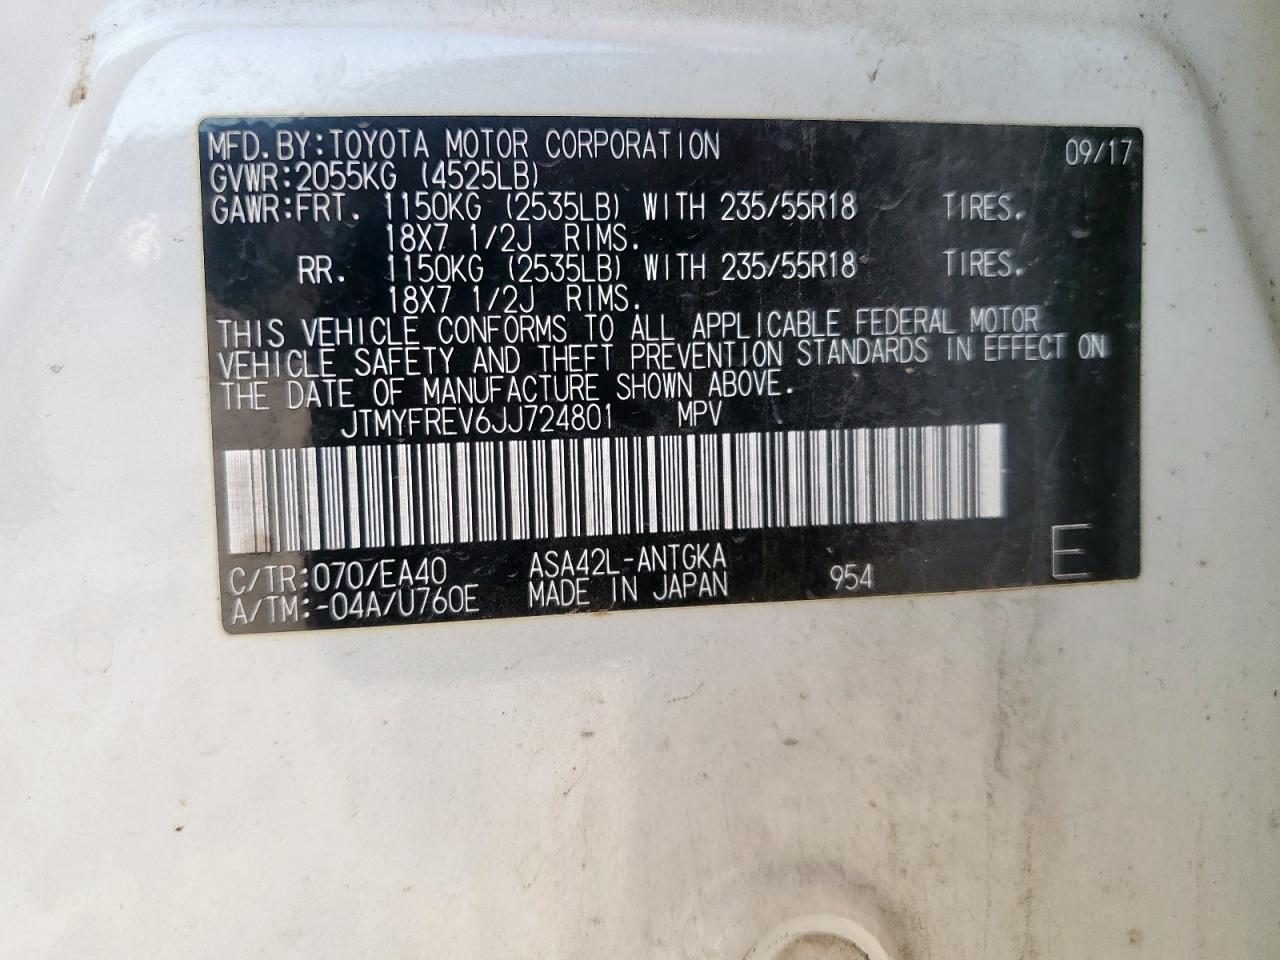 MFD. BY: TOYOTA MOTOR CORPORATION 09/17
GVWR: 2055KG (4525LB)
GAWR: FRT. 1150KG (2535LB) WITH 235/55R18 TIRES.
18X7 1/2J RIMS.
RR. 1150KG (2535LB) WITH 235/55R18 TIRES.
18X7 1/2J RIMS.
THIS VEHICLE CONFORMS TO ALL APPLICABLE FEDERAL MOTOR
VEHICLE SAFETY AND THEFT PREVENTION STANDARDS IN EFFECT ON
THE DATE OF MANUFACTURE SHOWN ABOVE.
JTMYFREV6JJ724801 MPV
C/TR: 070/EA40 ASA42L-ANTGKA
A/TM: -04A/U760E MADE IN JAPAN 954 E